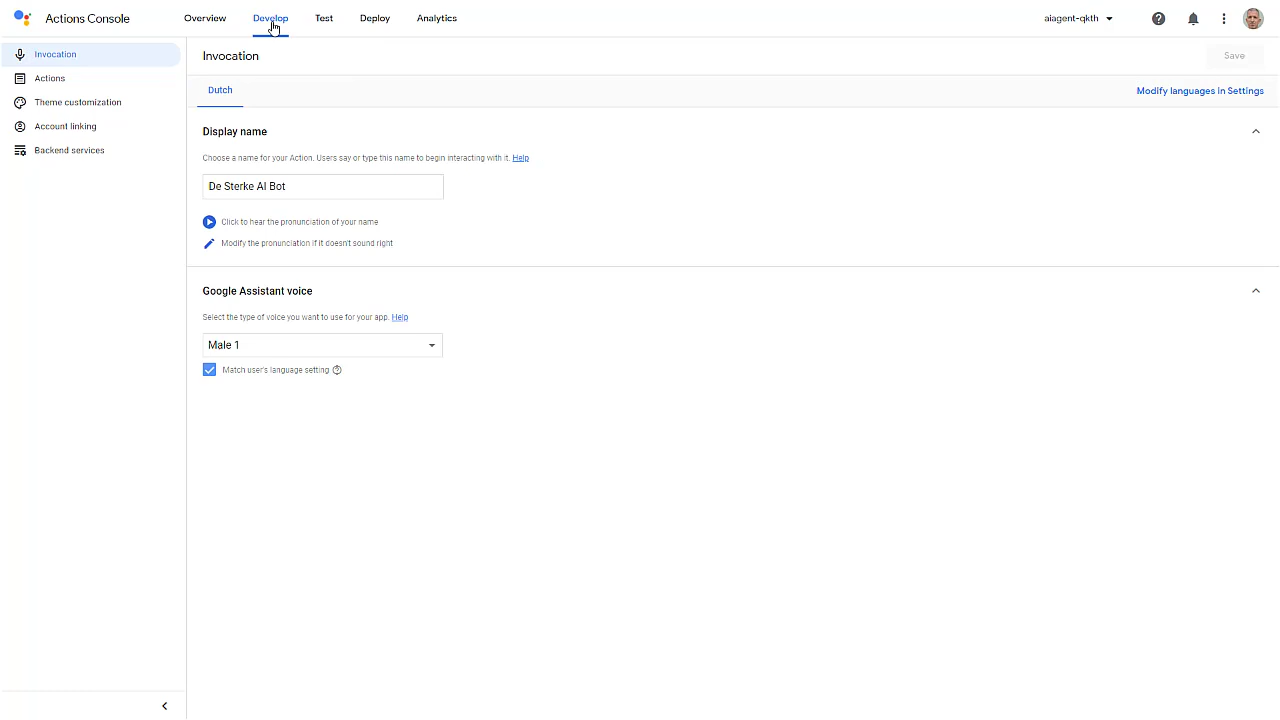 Actions Console
Overview
Develop
Test
Deploy
Analytics
aiagent-qkth
Invocation
Actions
Theme customization
Account linking
Backend services
Invocation
Save
Dutch
Modify languages in Settings
Display name
Choose a name for your Action. Users say or type this name to begin interacting with it. Help
De Sterke AI Bot
Click to hear the pronunciation of your name
Modify the pronunciation if it doesn't sound right
Google Assistant voice
Select the type of voice you want to use for your app. Help
Male 1
Match user's language setting